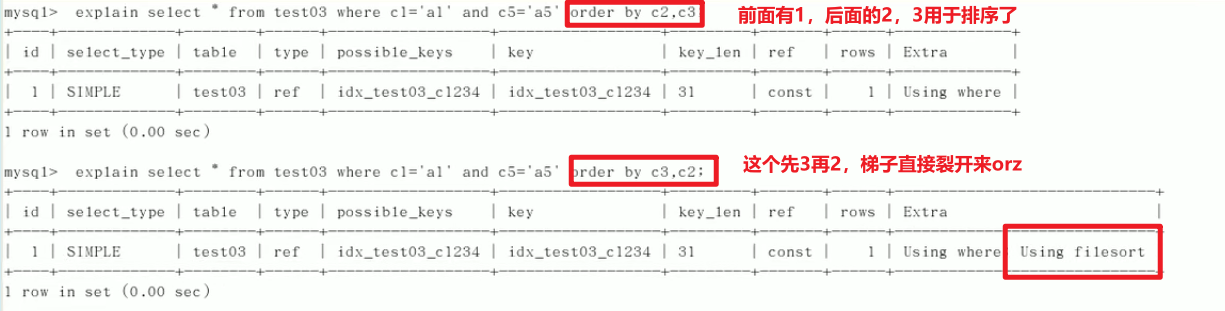 mysql> explain select * from test03 where c1='a1' and c5='a5' order by c2,c3; 前面有1，后面的2，3用于排序了
| id | select_type | table | type | possible_keys | key | key_len | ref | rows | Extra |
| 1 | SIMPLE | test03 | ref | idx_test03_c1234 | idx_test03_c1234 | 31 | const | 1 | Using where |
1 row in set (0.00 sec)
mysql> explain select * from test03 where c1='a1' and c5='a5' order by c3,c2; 这个先3再2，梯子直接裂开来orz
| id | select_type | table | type | possible_keys | key | key_len | ref | rows | Extra |
| 1 | SIMPLE | test03 | ref | idx_test03_c1234 | idx_test03_c1234 | 31 | const | 1 | Using where Using filesort
1 row in set (0.00 sec)